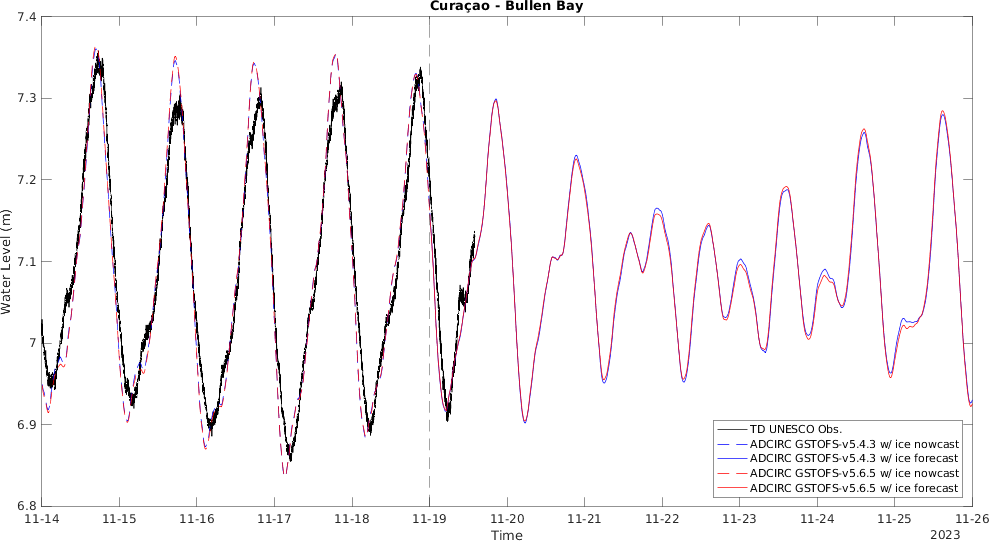 Curaçao - Bullen Bay
Water Level (m)
7.4
7.3
7.2
7.1
7
6.9
6.8
11-14
11-15
11-16
11-17
11-18
11-19
11-20
11-21
11-22
11-23
11-24
11-25
11-26
Time
2023
TD UNESCO Obs.
ADCIRC GSTOFS-v5.4.3 w/ ice nowcast
ADCIRC GSTOFS-v5.4.3 w/ ice forecast
ADCIRC GSTOFS-v5.6.5 w/ ice nowcast
ADCIRC GSTOFS-v5.6.5 w/ ice forecast